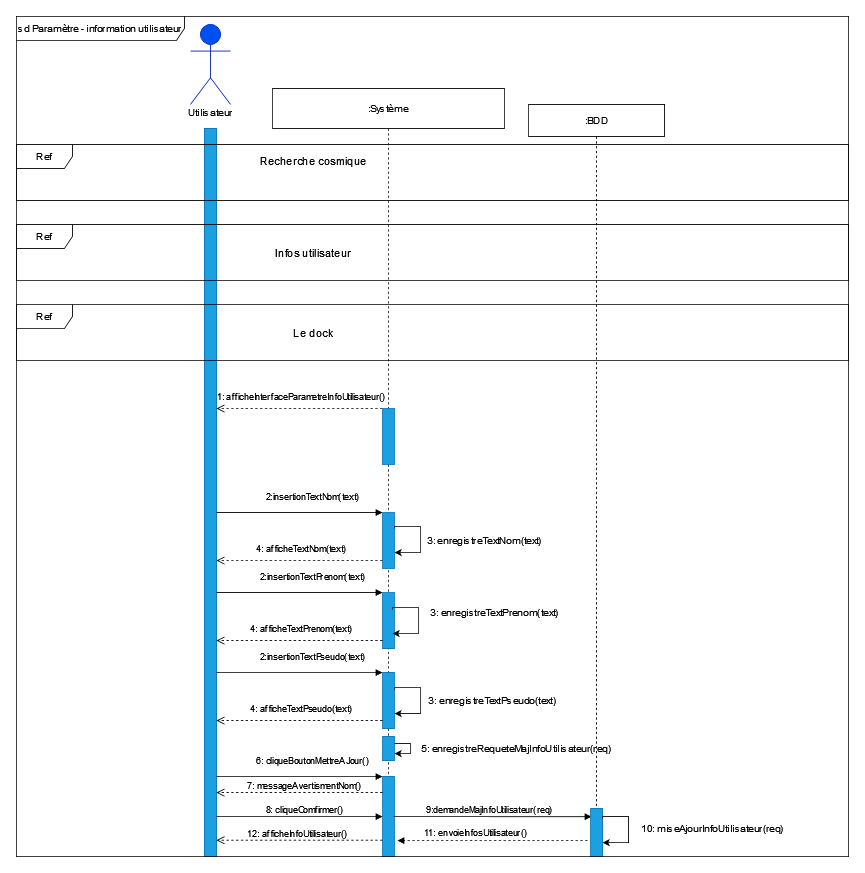 sd Paramètre - information utilisateur
Utilisateur
:Système
:BDD
Ref
Recherche cosmique
Ref
Infos utilisateur
Ref
Le dock
1: afficheInterfaceParametreInfoUtilisateur()
2:insertionTextNom(text)
3: enregistreTextNom(text)
4: afficheTextNom(text)
2:insertionTextPrenom(text)
3: enregistreTextPrenom(text)
4: afficheTextPrenom(text)
2:insertionTextPseudo(text)
3: enregistreTextPseudo(text)
4: afficheTextPseudo(text)
5: enregistreRequeteMajInfoUtilisateur(req)
6: cliqueBoutonMettreAJour()
7: messageAvertismentNom()
8: cliqueComfirmer()
9:demandeMajInfoUtilisateur(req)
10: miseAjourInfoUtilisateur(req)
11: envoieInfosUtilisateur()
12: afficheInfoUtilisateur()